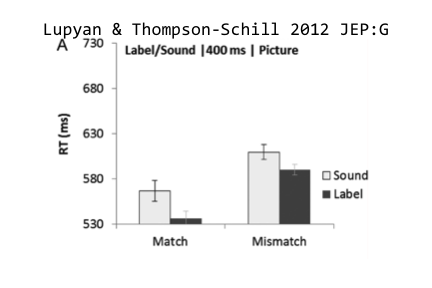 Lupyan & Thompson-Schill 2012 JEP:G
A
730
Label/Sound |400 ms | Picture
680
630
580
530
RT (ms)
Sound
Label
Match
Mismatch